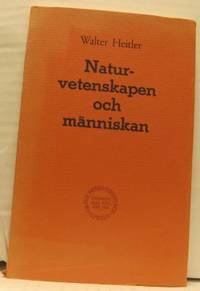 Walter Heitler
Natur-
vetenskapen
och
människan